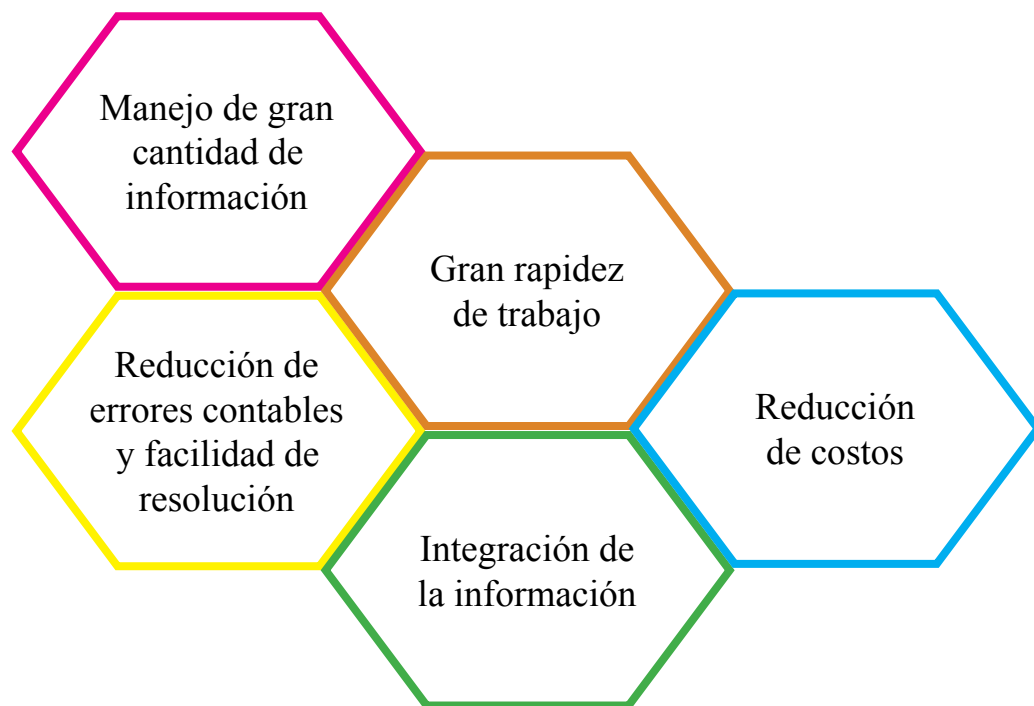 Manejo de gran
cantidad de
información
Gran rapidez
de trabajo
Reducción de
errores contables
y facilidad de
resolución
Reducción
de costos
Integración de
la información